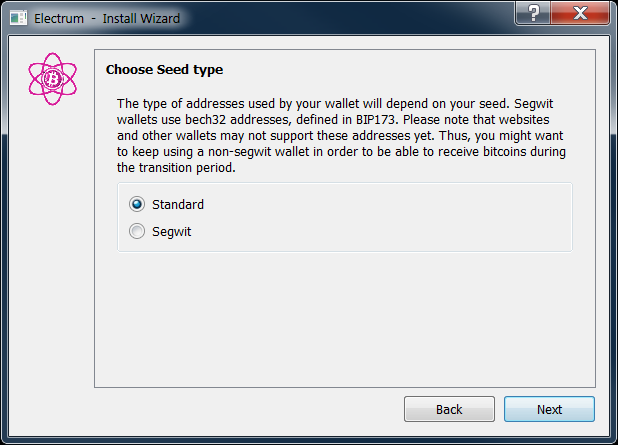 Electrum - Install Wizard
Choose Seed type
The type of addresses used by your wallet will depend on your seed. Segwit
wallets use bech32 addresses, defined in BIP173. Please note that websites
and other wallets may not support these addresses yet. Thus, you might want
to keep using a non-segwit wallet in order to be able to receive bitcoins during
the transition period.
Standard
Segwit
Back
Next